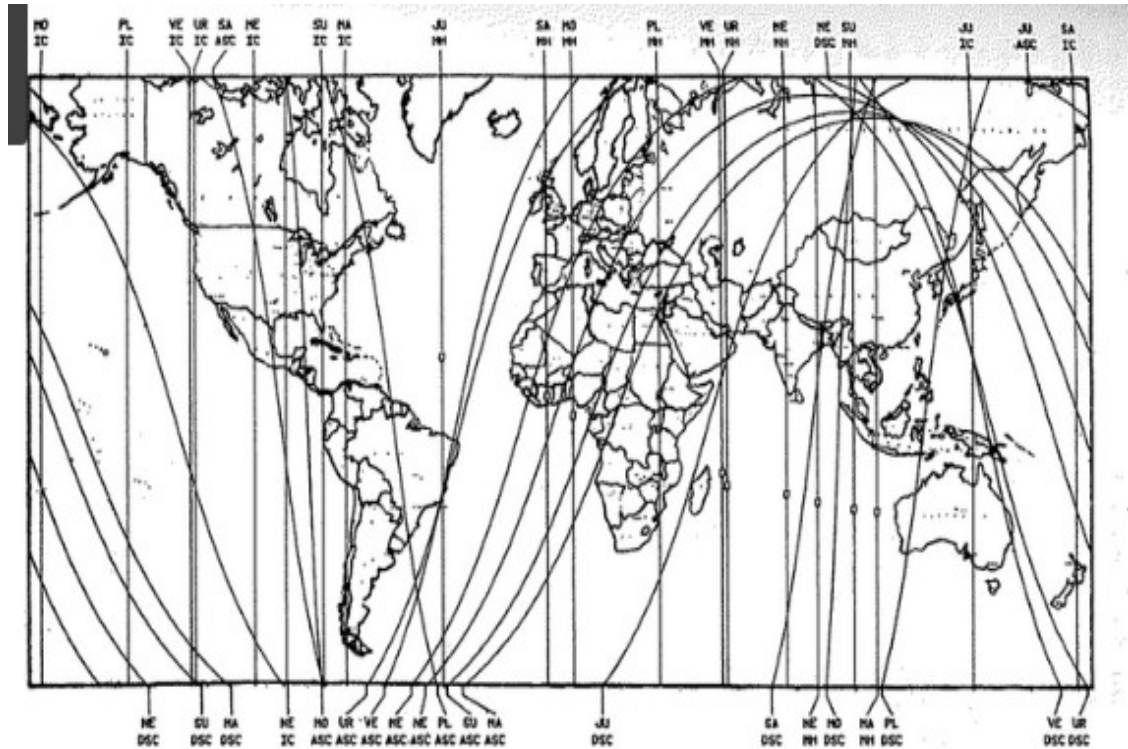 MO PL VE UR SA ME SU MA JU SA MO PL VE UR ME NE SU JU JU SA
IC IC IC IC ASC IC IC IC MH MH MH MH MH MH MH DSC MH IC ASC IC
NE SU MA NE MO UR VE ME NE PL SU MA JU SA NE MO MA PL VE UR
DSC DSC DSC IC ASC ASC ASC ASC ASC ASC ASC ASC DSC DSC MH DSC MH DSC DSC DSC